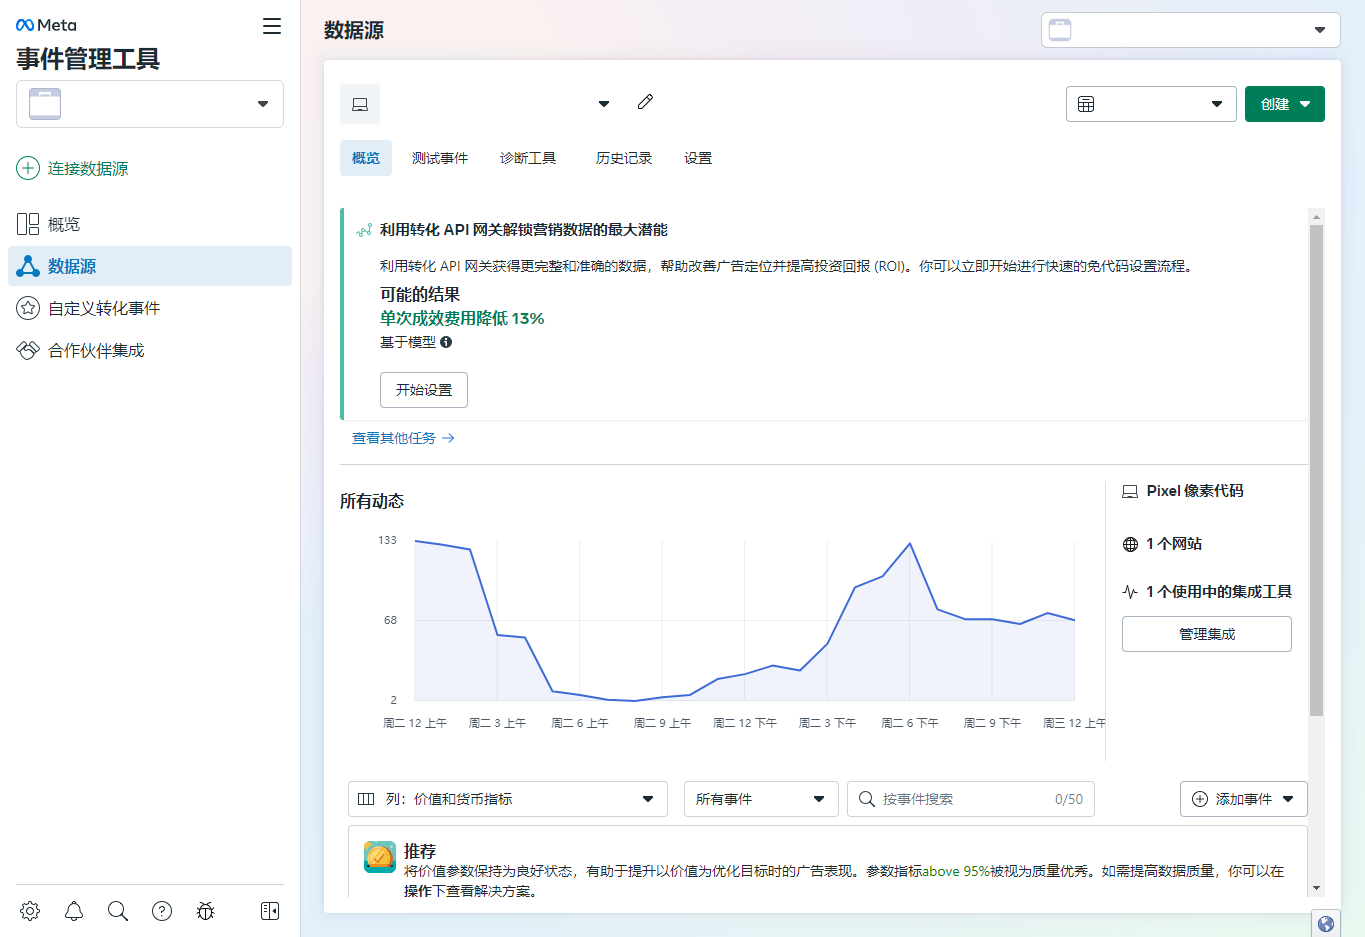 Meta
事件管理工具
连接数据源
概览
数据源
自定义转化事件
合作伙伴集成
数据源
创建
概览
测试事件
诊断工具
历史记录
设置
利用转化 API 网关解锁营销数据的最大潜能
利用转化 API 网关获得更完整和准确的数据，帮助改善广告定位并提高投资回报 (ROI)。你可以立即开始进行快速的免代码设置流程。
可能的结果
单次成效费用降低 13%
基于模型
开始设置
查看其他任务
所有动态
133
68
2
周二 12 上午
周二 3 上午
周二 6 上午
周二 9 上午
周二 12 下午
周二 3 下午
周二 6 下午
周二 9 下午
周三 12 上午
Pixel 像素代码
1 个网站
1 个使用中的集成工具
管理集成
列：价值和货币指标
所有事件
按事件搜索
0/50
添加事件
推荐
将价值参数保持为良好状态，有助于提升以价值为优化目标时的广告表现。参数指标above 95%被视为质量优秀。如需提高数据质量，你可以在
操作下查看解决方案。